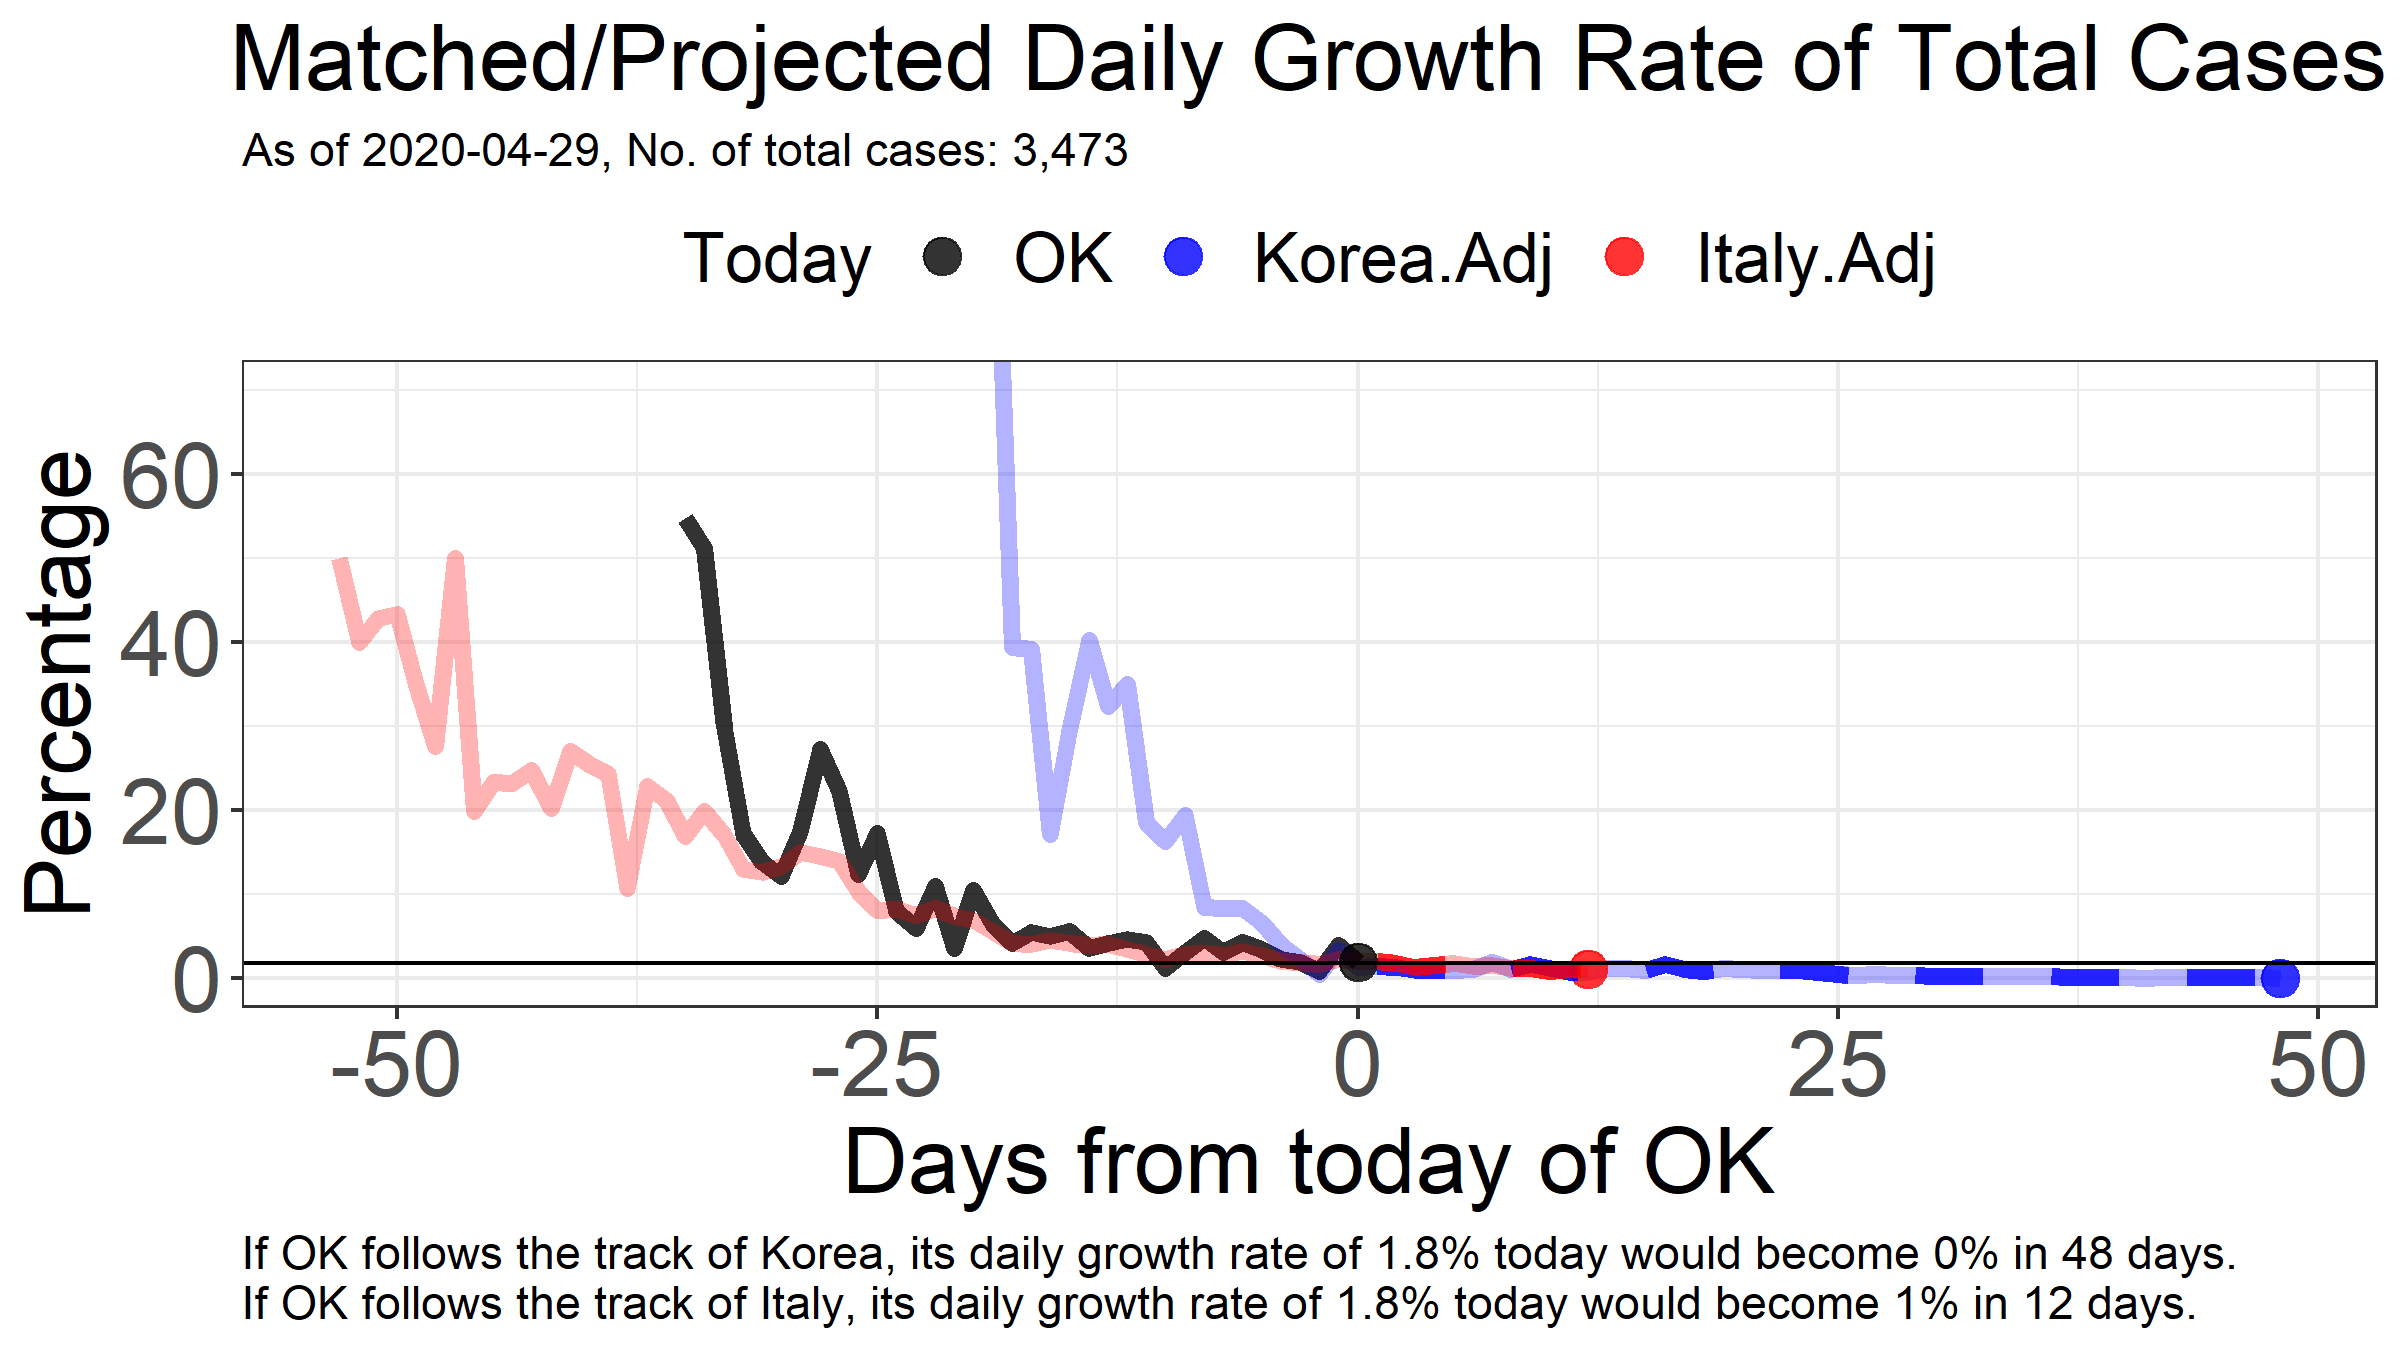 Matched/Projected Daily Growth Rate of Total Cases
As of 2020-04-29, No. of total cases: 3,473
Today OK Korea.Adj Italy.Adj
Percentage
60
40
20
0
-50 -25 0 25 50
Days from today of OK
If OK follows the track of Korea, its daily growth rate of 1.8% today would become 0% in 48 days.
If OK follows the track of Italy, its daily growth rate of 1.8% today would become 1% in 12 days.